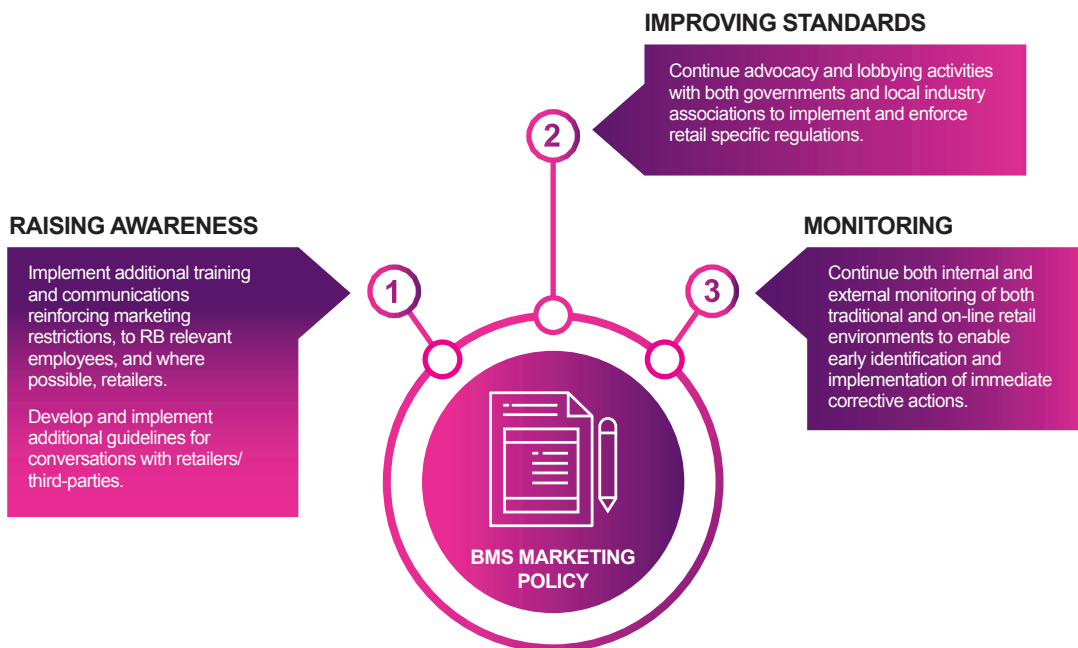 IMPROVING STANDARDS
Continue advocacy and lobbying activities
with both governments and local industry
associations to implement and enforce
retail specific regulations.
2
RAISING AWARENESS
Implement additional training
and communications
reinforcing marketing
restrictions, to RB relevant
employees, and where
possible, retailers.
Develop and implement
additional guidelines for
conversations with retailers/
third-parties.
1
MONITORING
3
Continue both internal and
external monitoring of both
traditional and on-line retail
environments to enable
early identification and
implementation of immediate
corrective actions.
BMS MARKETING
POLICY